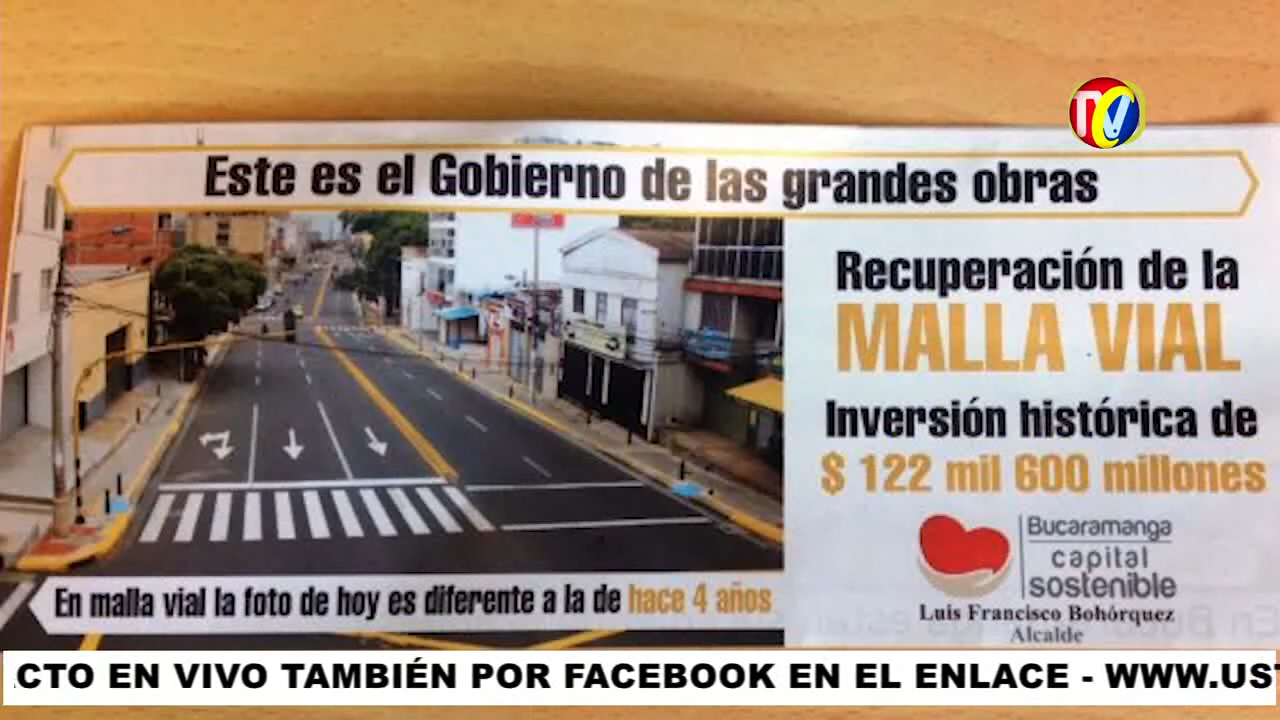 TVC
Este es el Gobierno de las grandes obras
Recuperación de la
MALLA VIAL
Inversión histórica de
$ 122 mil 600 millones
Bucaramanga
capital
sostenible
Luis Francisco Bohórquez
Alcalde
En malla vial la foto de hoy es diferente a la de hace 4 años
CTO EN VIVO TAMBIÉN POR FACEBOOK EN EL ENLACE - WWW.UST